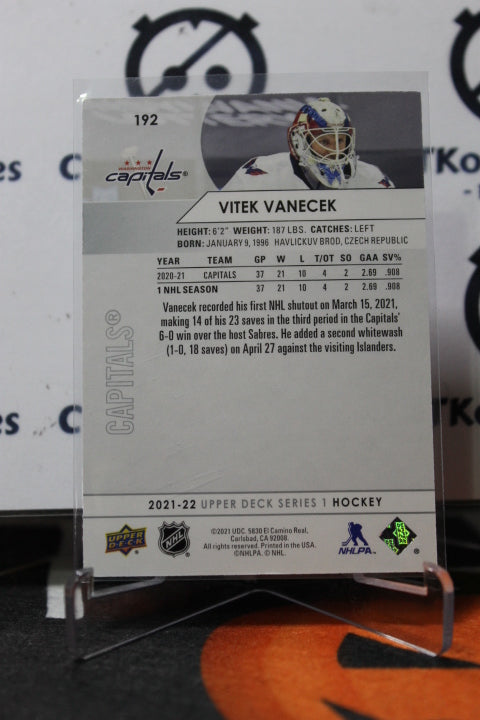 192
WASHINGTON
capitals®
VITEK VANECEK
HEIGHT: 6'2" WEIGHT: 187 LBS. CATCHES: LEFT
BORN: JANUARY 9, 1996 HAVLICKUV BROD, CZECH REPUBLIC
YEAR TEAM GP W L T/OT SO GAA SV%
2020-21 CAPITALS 37 21 10 4 2 2.69 .908
1 NHL SEASON 37 21 10 4 2 2.69 .908
Vanecek recorded his first NHL shutout on March 15, 2021,
making 14 of his 23 saves in the third period in the Capitals'
6-0 win over the host Sabres. He added a second whitewash
(1-0, 18 saves) on April 27 against the visiting Islanders.
CAPITALS®
2021-22 UPPER DECK SERIES 1 HOCKEY
UPPER DECK
NHL
©2021 UDC. 5830 El Camino Real,
Carlsbad, CA 92008.
All rights reserved. Printed in the USA.
©NHLPA. © NHL.
NHLPA™
®